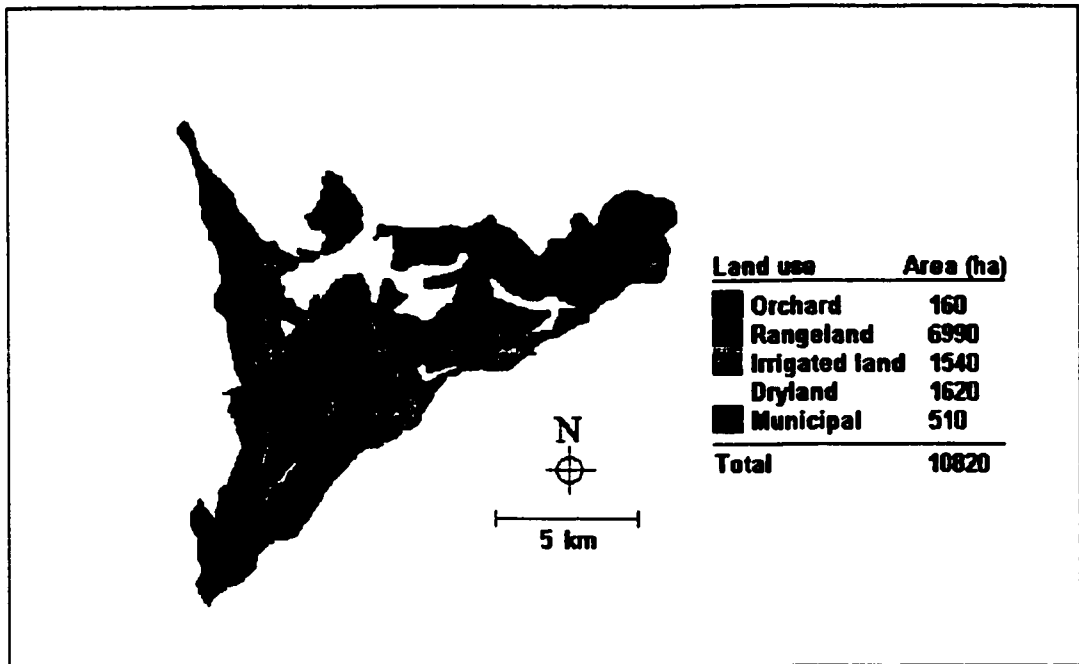 Land use Area (ha)
Orchard 160
Rangeland 6990
Irrigated land 1540
Dryland 1620
Municipal 510
Total 10820
N
5 km